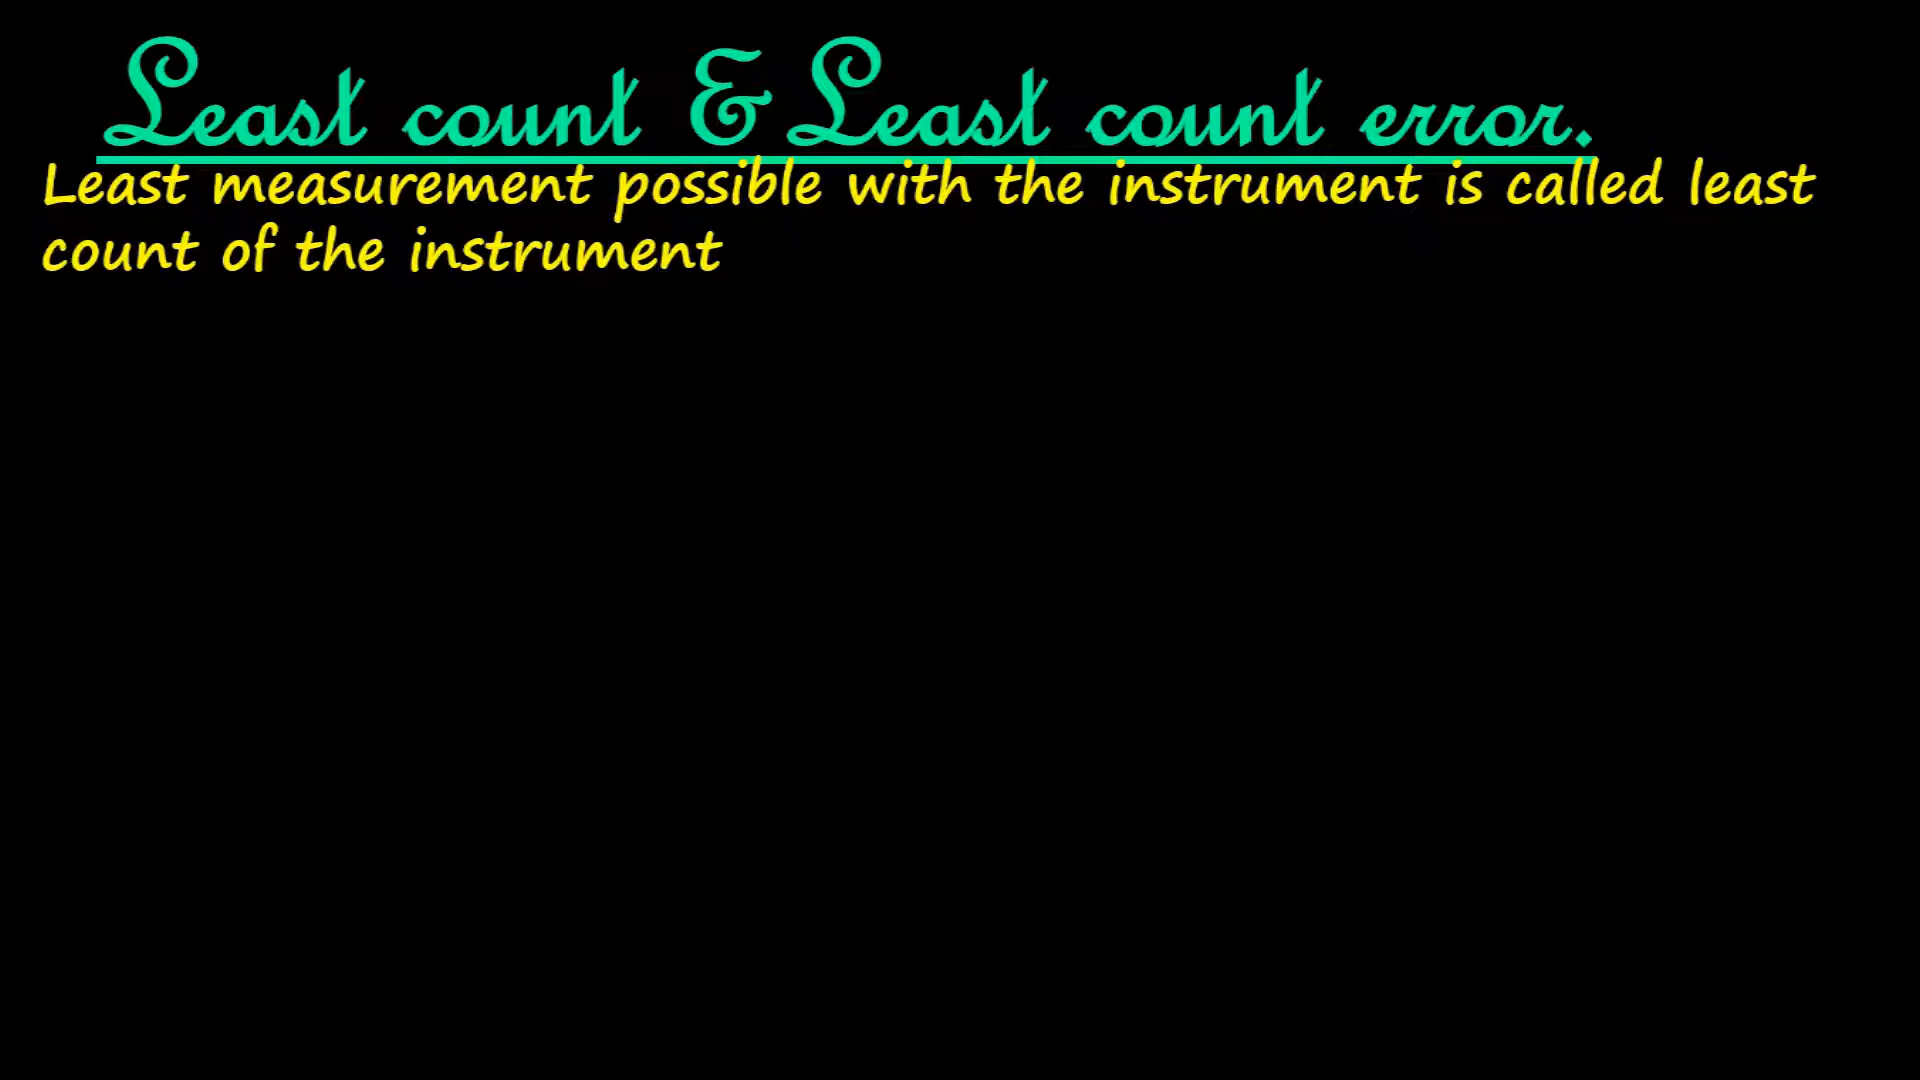 Least count & Least count error.
Least measurement possible with the instrument is called least
count of the instrument